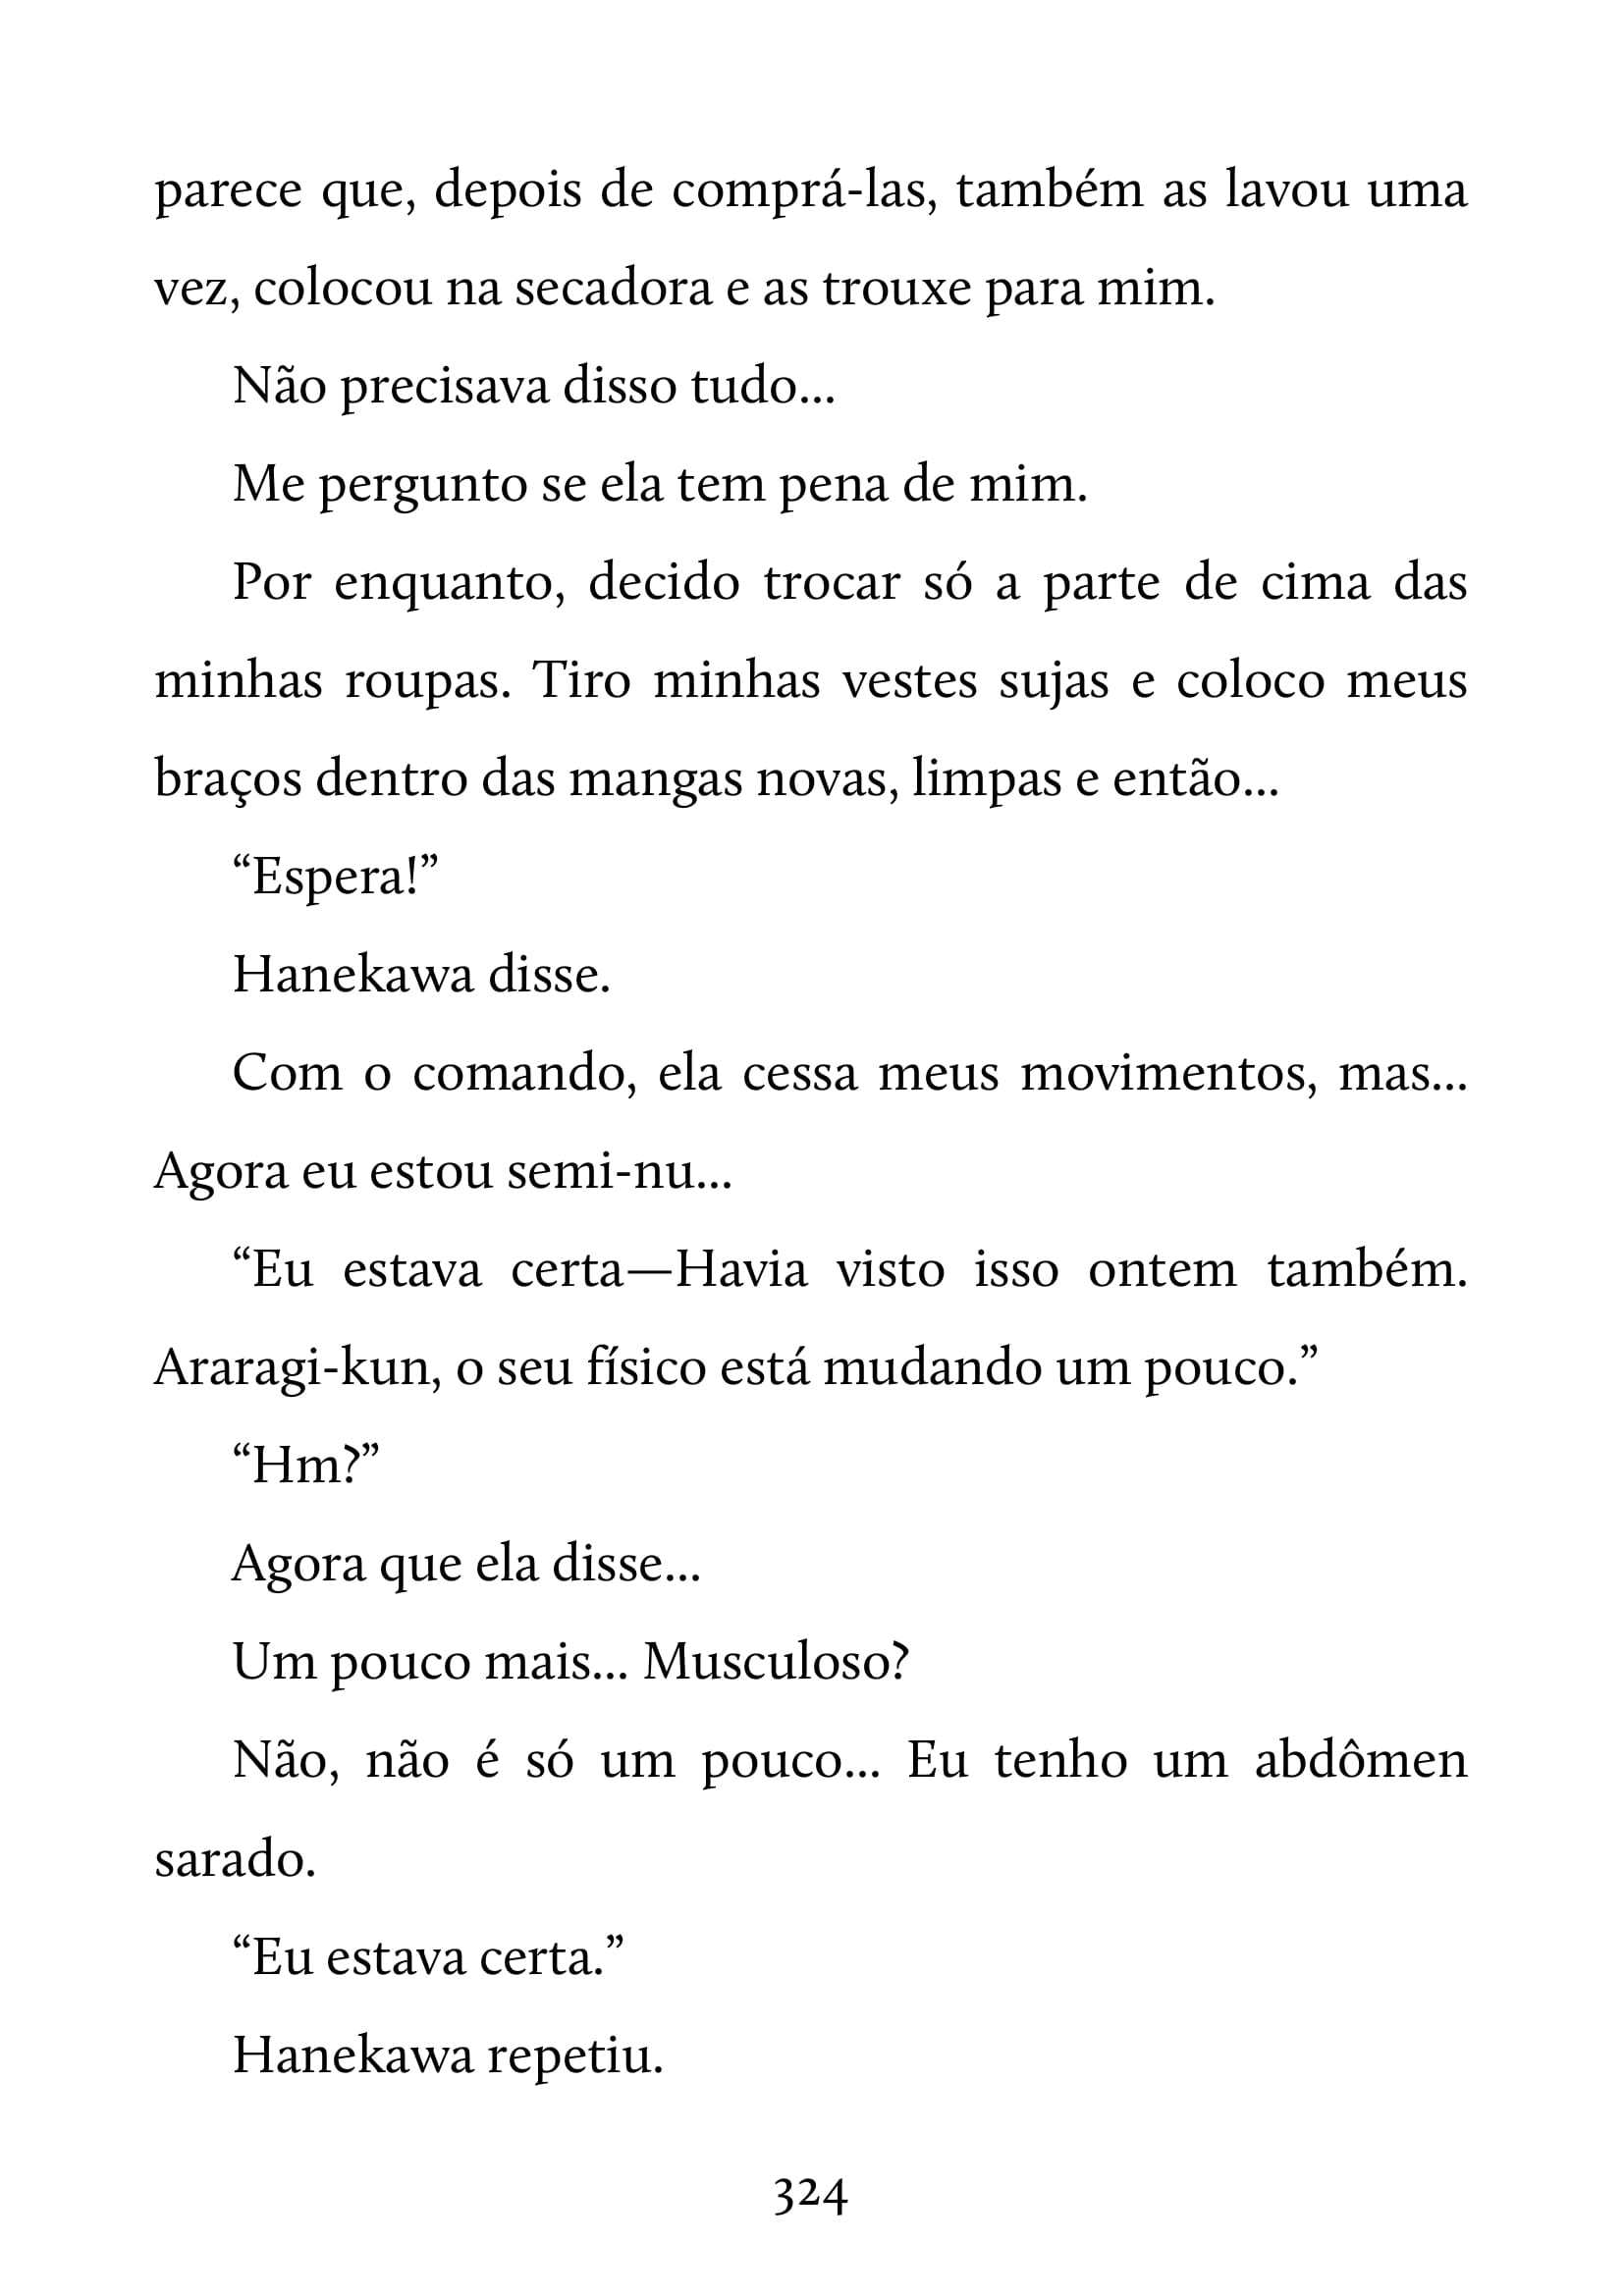 parece que, depois de comprá-las, também as lavou uma
vez, colocou na secadora e as trouxe para mim.
Não precisava disso tudo...
Me pergunto se ela tem pena de mim.
Por enquanto, decido trocar só a parte de cima das
minhas roupas. Tiro minhas vestes sujas e coloco meus
braços dentro das mangas novas, limpas e então...
“Espera!”
Hanekawa disse.
Com o comando, ela cessa meus movimentos, mas...
Agora eu estou semi-nu...
“Eu estava certa—Havia visto isso ontem também.
Araragi-kun, o seu físico está mudando um pouco.”
“Hm?”
Agora que ela disse...
Um pouco mais... Musculoso?
Não, não é só um pouco... Eu tenho um abdômen
sarado.
“Eu estava certa.”
Hanekawa repetiu.
324